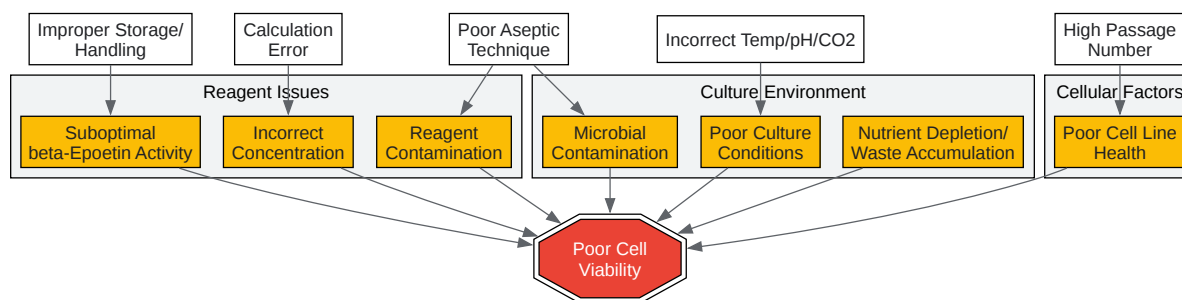 Improper Storage/
Handling
Calculation
Error
Poor Aseptic
Technique
Incorrect Temp/pH/CO2
High Passage
Number
Reagent Issues
Culture Environment
Cellular Factors
Suboptimal
beta-Epoetin Activity
Incorrect
Concentration
Reagent
Contamination
Microbial
Contamination
Poor Culture
Conditions
Nutrient Depletion/
Waste Accumulation
Poor Cell Line
Health
Poor Cell
Viability